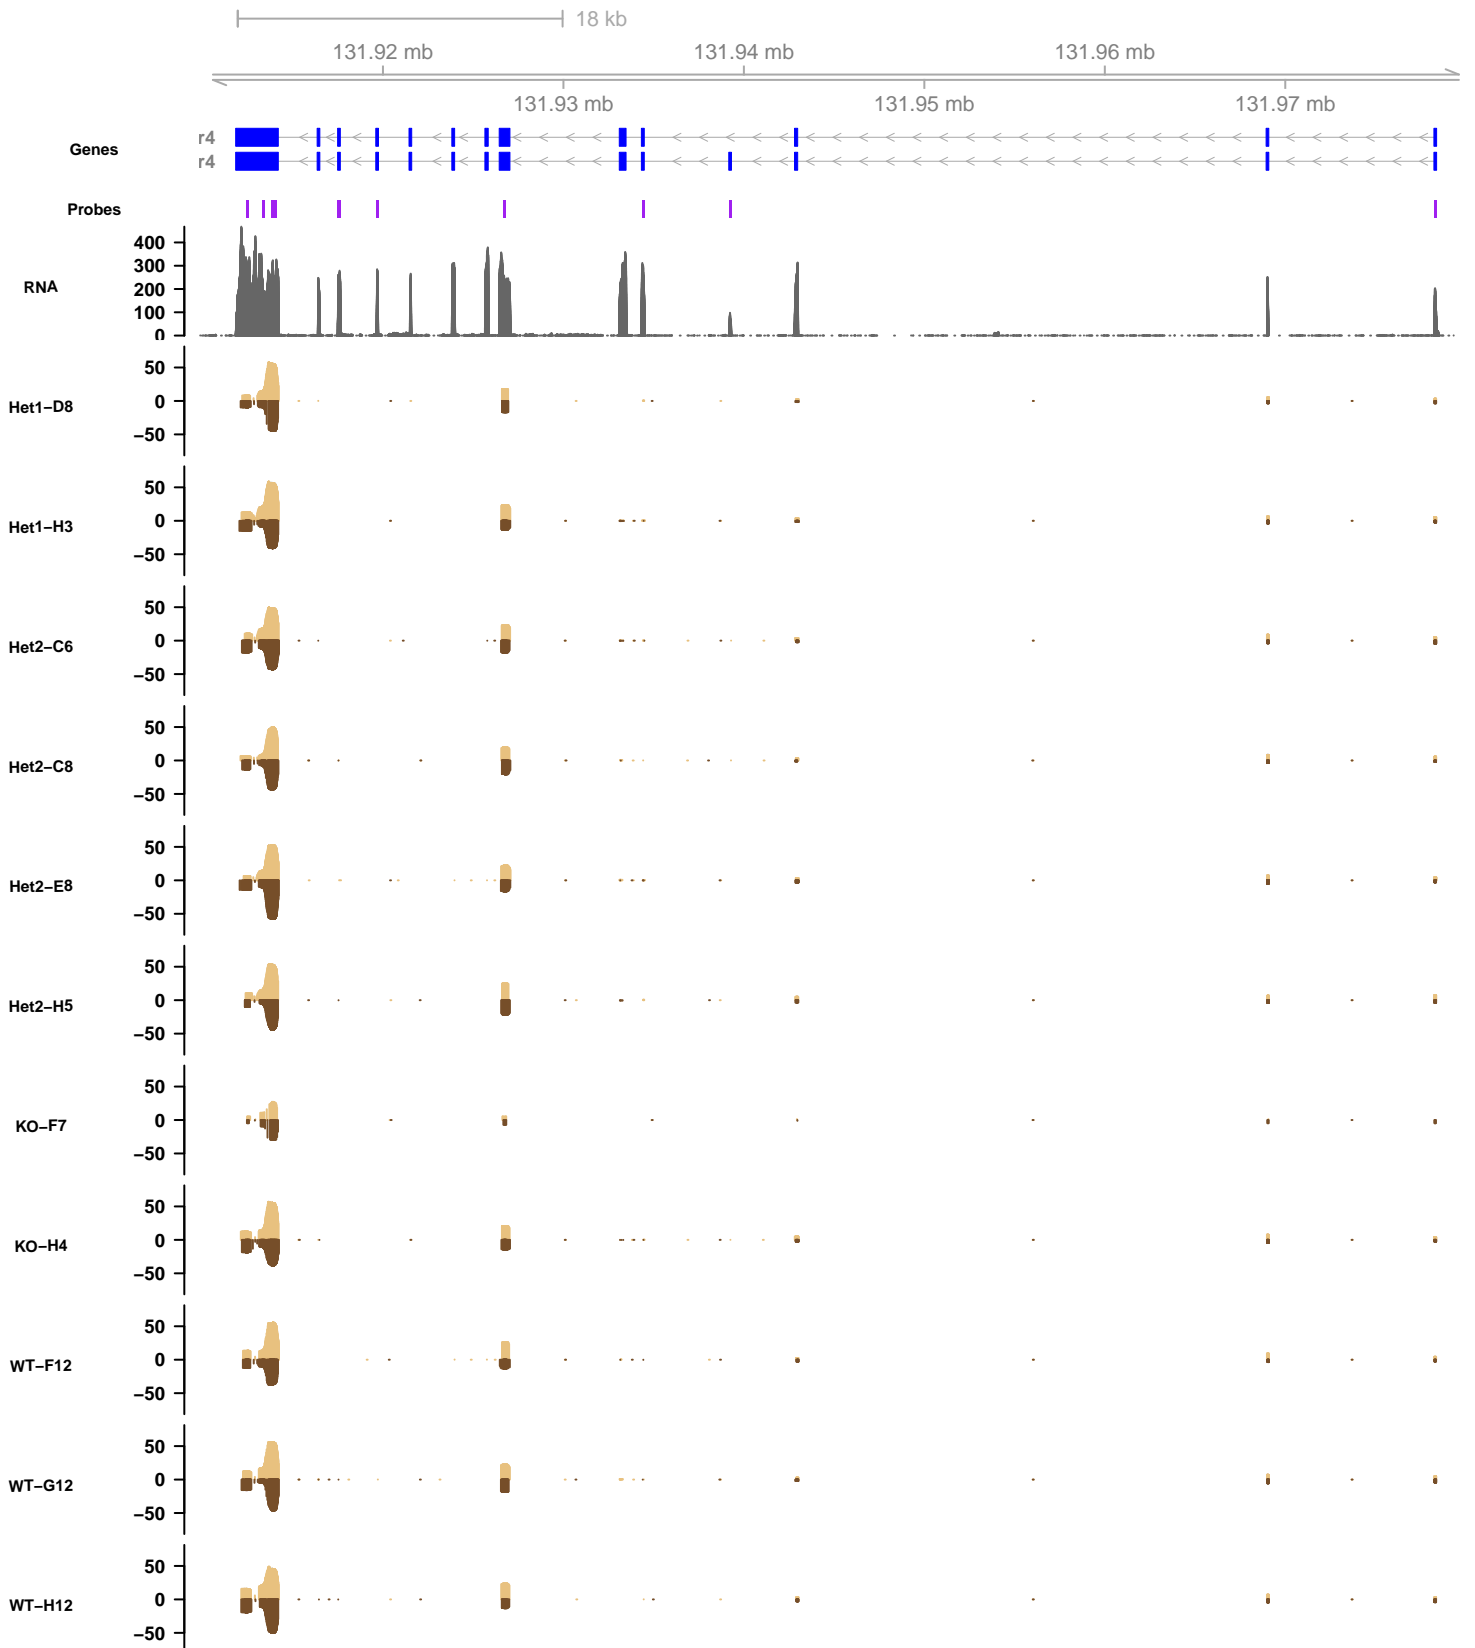 18 kb
131.92 mb 131.94 mb 131.96 mb
131.93 mb 131.95 mb 131.97 mb
Genes
r4
r4
Probes
RNA
400
300
200
100
0
Het1−D8
50
0
−50
Het1−H3
50
0
−50
Het2−C6
50
0
−50
Het2−C8
50
0
−50
Het2−E8
50
0
−50
Het2−H5
50
0
−50
KO−F7
50
0
−50
KO−H4
50
0
−50
WT−F12
50
0
−50
WT−G12
50
0
−50
WT−H12
50
0
−50